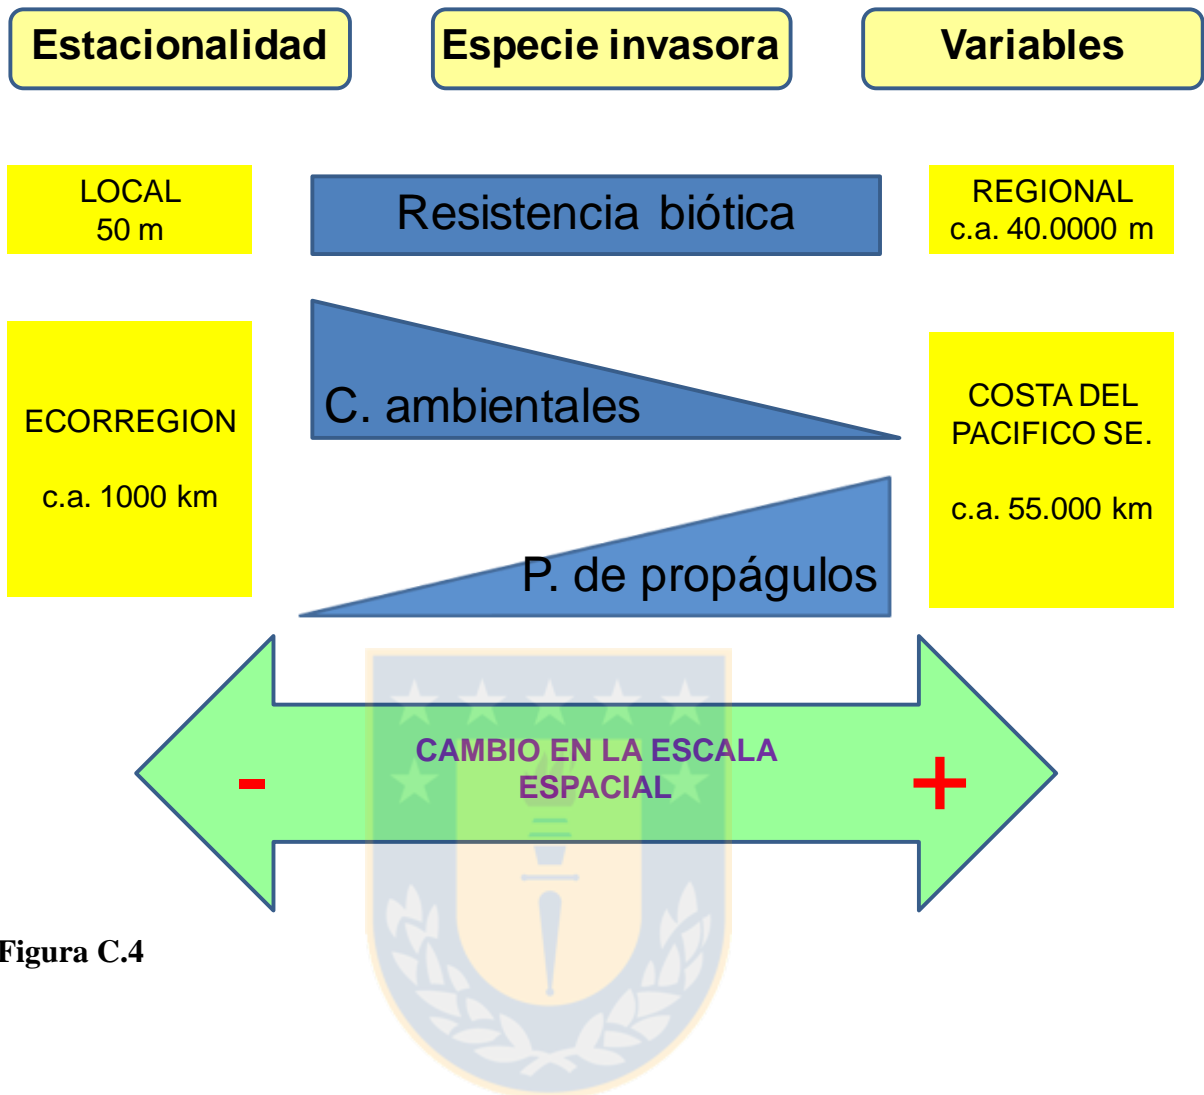 Estacionalidad
Especie invasora
Variables
LOCAL
50 m
Resistencia biótica
REGIONAL
c.a. 40.0000 m
ECORREGION
c.a. 1000 km
C. ambientales
COSTA DEL
PACIFICO SE.
c.a. 55.000 km
P. de propágulos
CAMBIO EN LA ESCALA
ESPACIAL
-
+
Figura C.4